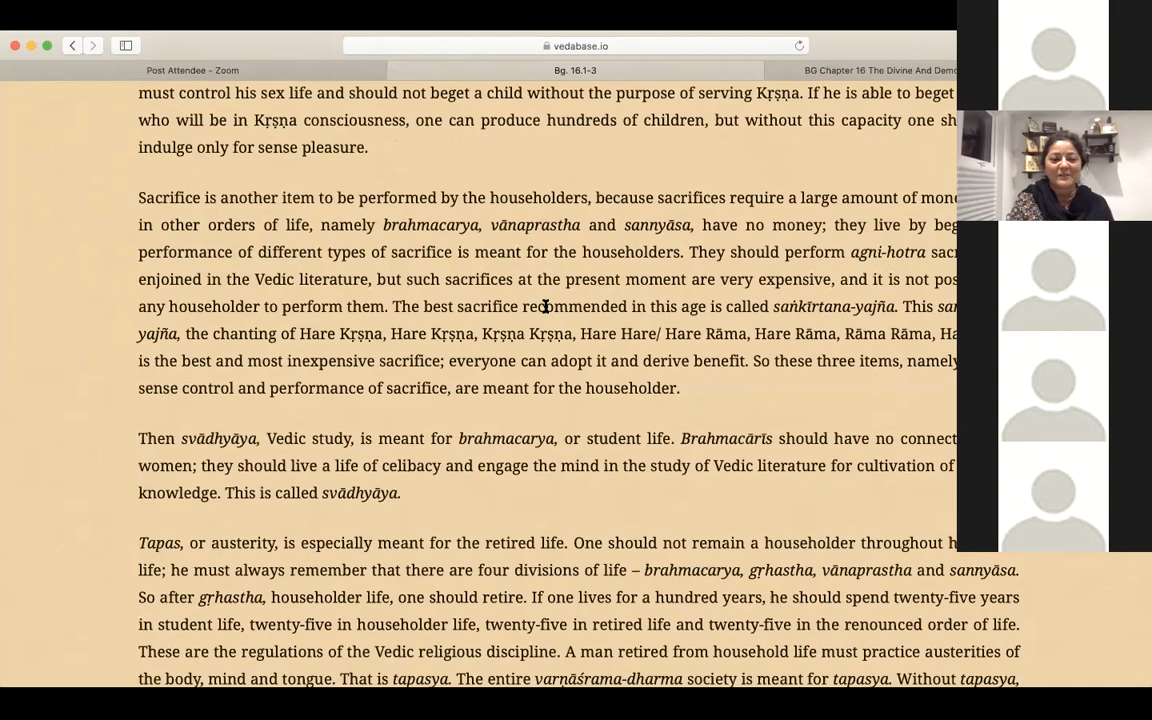 vedabase.io
Post Attendee - Zoom
Bg. 16.1-3
BG Chapter 16 The Divine And
must control his sex life and should not beget a child without the purpose of serving Kṛṣṇa. If he is able to beget
who will be in Kṛṣṇa consciousness, one can produce hundreds of children, but without this capacity one
indulge only for sense pleasure.
Sacrifice is another item to be performed by the householders, because sacrifices require a large amount of
in other orders of life, namely brahmacarya, vānaprastha and sannyāsa, have no money; they live by
performance of different types of sacrifice is meant for the householders. They should perform agni-hotra
enjoined in the Vedic literature, but such sacrifices at the present moment are very expensive, and it is not
any householder to perform them. The best sacrifice recommended in this age is called saṅkīrtana-yajña. This
yajña, the chanting of Hare Kṛṣṇa, Hare Kṛṣṇa, Kṛṣṇa Kṛṣṇa, Hare Hare/ Hare Rāma, Hare Rāma, Rāma Rāma,
is the best and most inexpensive sacrifice; everyone can adopt it and derive benefit. So these three items, namely
sense control and performance of sacrifice, are meant for the householder.
Then svādhyāya, Vedic study, is meant for brahmacarya, or student life. Brahmacārīs should have no
women; they should live a life of celibacy and engage the mind in the study of Vedic literature for cultivation of
knowledge. This is called svādhyāya.
Tapas, or austerity, is especially meant for the retired life. One should not remain a householder throughout
life; he must always remember that there are four divisions of life – brahmacarya, gṛhastha, vānaprastha and sannyāsa.
So after gṛhastha, householder life, one should retire. If one lives for a hundred years, he should spend twenty-five years
in student life, twenty-five in householder life, twenty-five in retired life and twenty-five in the renounced order of life.
These are the regulations of the Vedic religious discipline. A man retired from household life must practice austerities of
the body, mind and tongue. That is tapasya. The entire varṇāśrama-dharma society is meant for tapasya. Without tapasya,